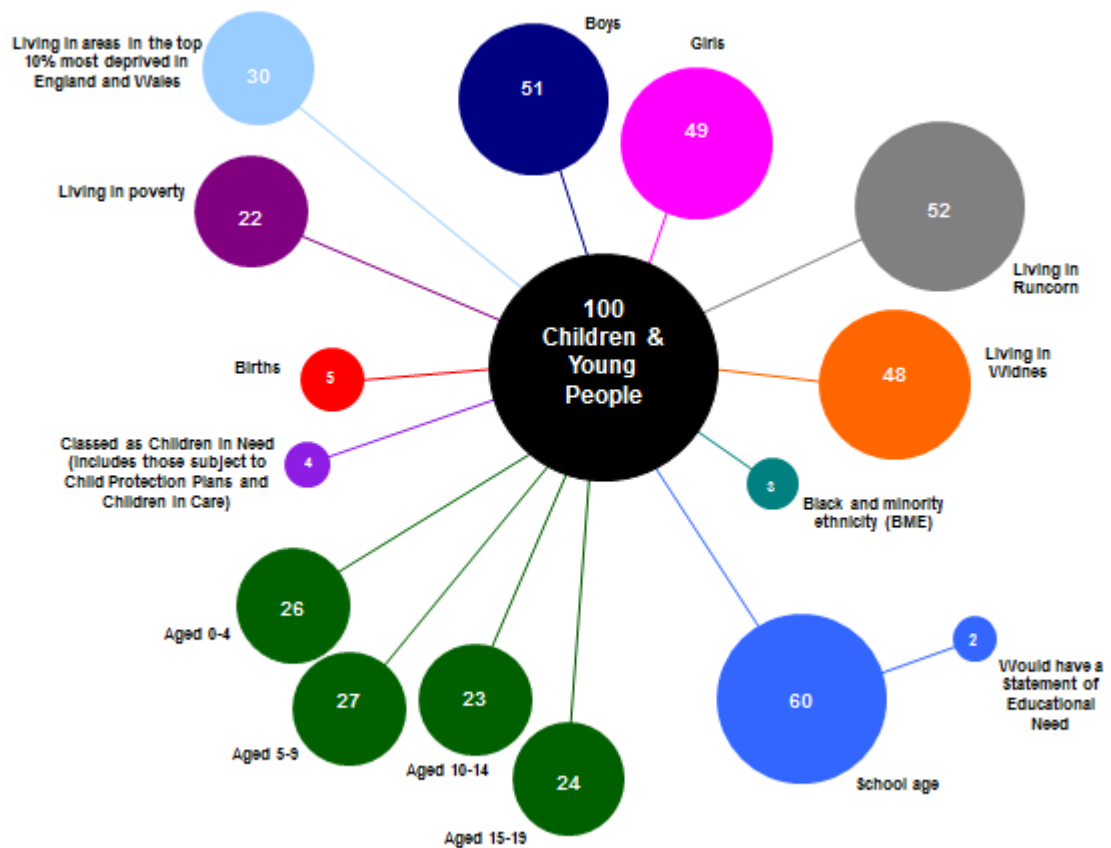 Boys
51
Girls
49
Living in areas in the top
10% most deprived in
England and Wales
30
Living in poverty
22
52
Living in
Runcorn
100
Children &
Young
People
Living in
Widnes
48
Births
5
Classed as Children in Need
(includes those subject to
Child Protection Plans and
Children in Care)
4
3
Black and minority
ethnicity (BME)
26
Aged 0-4
27
Aged 5-9
23
Aged 10-14
24
Aged 15-19
60
School age
2
Would have a
Statement of
Educational
Need